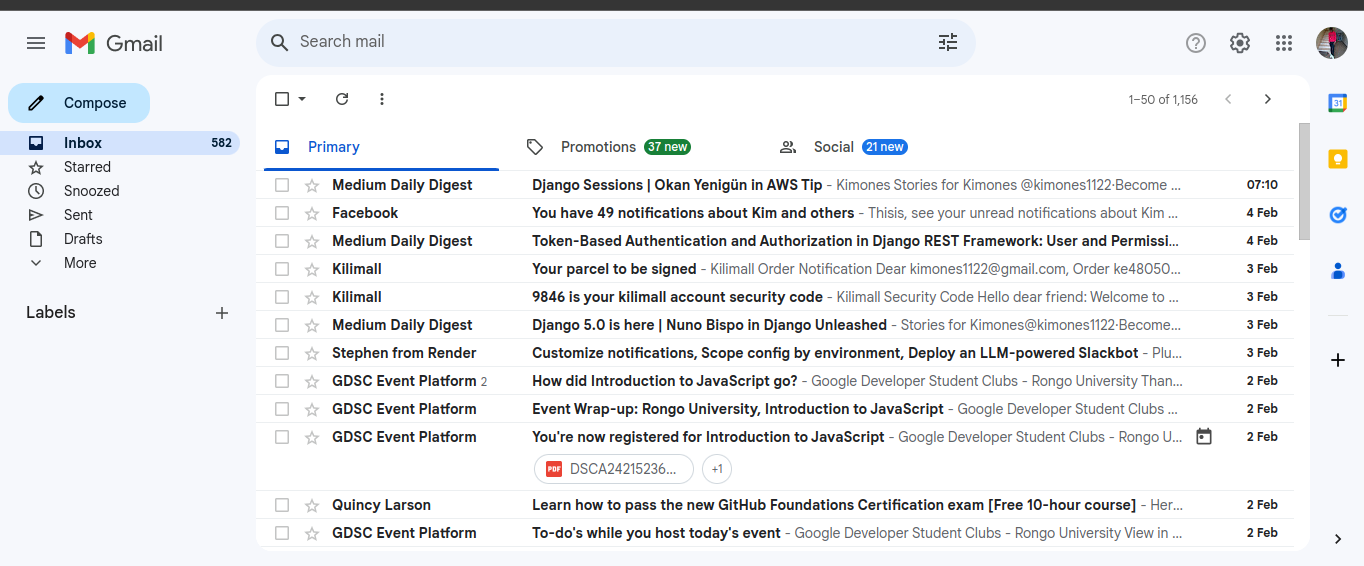 Gmail
Search mail
Compose
Inbox 582
Starred
Snoozed
Sent
Drafts
More
Labels
1–50 of 1,156
Primary
Promotions 37 new
Social 21 new
Medium Daily Digest Django Sessions | Okan Yenigün in AWS Tip - Kimones Stories for Kimones @kimones1122·Become ... 07:10
Facebook You have 49 notifications about Kim and others - Thisis, see your unread notifications about Kim ... 4 Feb
Medium Daily Digest Token-Based Authentication and Authorization in Django REST Framework: User and Permissi... 4 Feb
Kilimall Your parcel to be signed - Kilimall Order Notification Dear kimones1122@gmail.com, Order ke48050... 3 Feb
Kilimall 9846 is your kilimall account security code - Kilimall Security Code Hello dear friend: Welcome to ... 3 Feb
Medium Daily Digest Django 5.0 is here | Nuno Bispo in Django Unleashed - Stories for Kimones@kimones1122·Become... 3 Feb
Stephen from Render Customize notifications, Scope config by environment, Deploy an LLM-powered Slackbot - Plu... 3 Feb
GDSC Event Platform 2 How did Introduction to JavaScript go? - Google Developer Student Clubs - Rongo University Than... 2 Feb
GDSC Event Platform Event Wrap-up: Rongo University, Introduction to JavaScript - Google Developer Student Clubs ... 2 Feb
GDSC Event Platform You're now registered for Introduction to JavaScript - Google Developer Student Clubs - Rongo U... 2 Feb
PDF DSCA24215236... +1
Quincy Larson Learn how to pass the new GitHub Foundations Certification exam [Free 10-hour course] - Her... 2 Feb
GDSC Event Platform To-do's while you host today's event - Google Developer Student Clubs - Rongo University View in ... 2 Feb
31